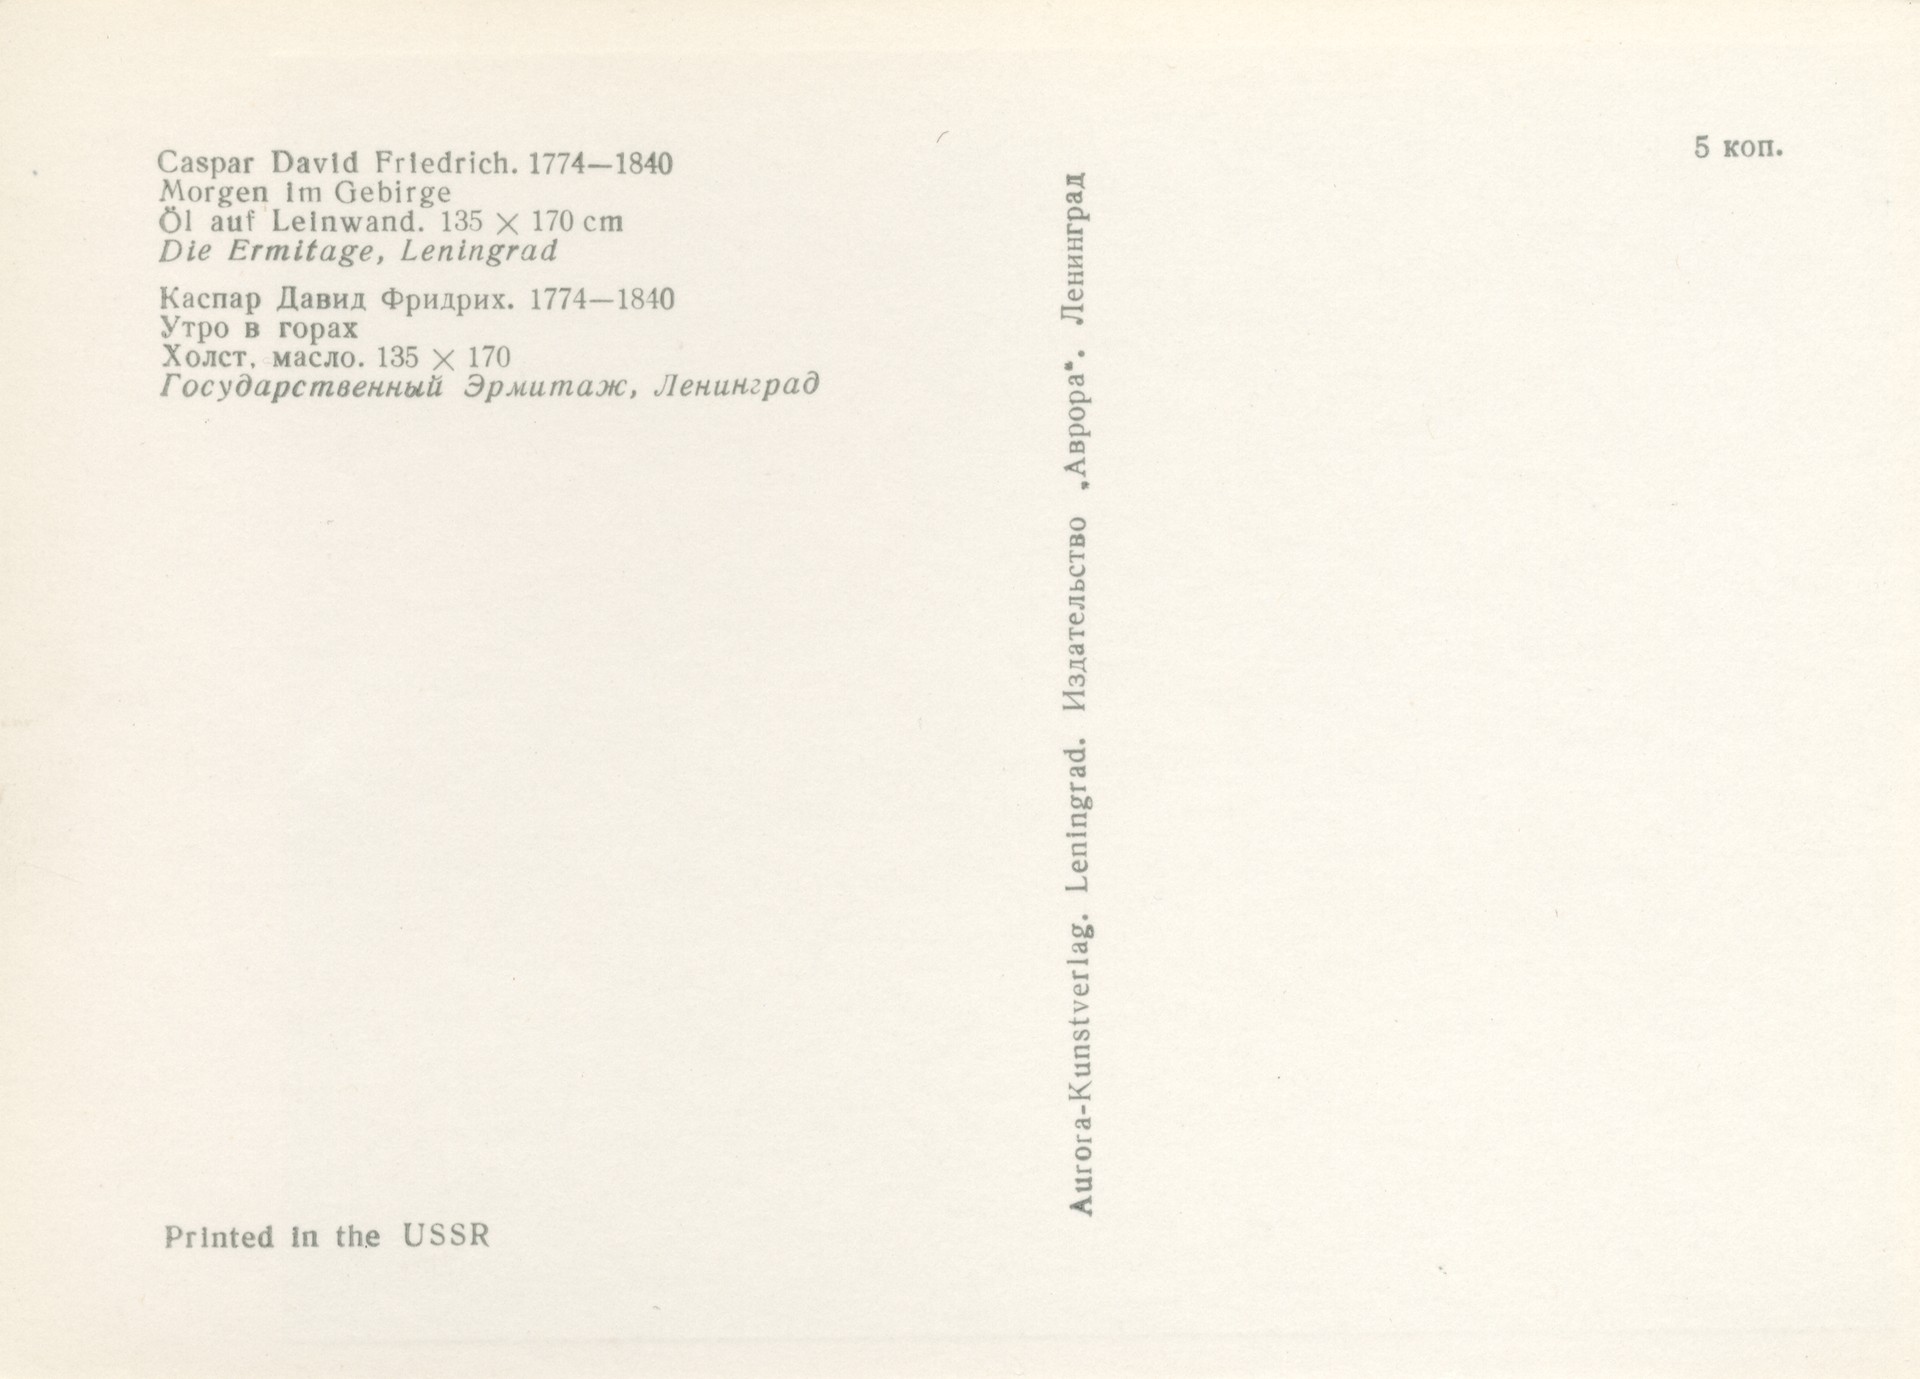 Caspar David Friedrich. 1774—1840
Morgen im Gebirge
Öl auf Leinwand. 135 × 170 cm
Die Ermitage, Leningrad
Каспар Давид Фридрих. 1774—1840
Утро в горах
Холст, масло. 135 × 170
Государственный Эрмитаж, Ленинград
Printed in the USSR
Aurora-Kunstverlag. Leningrad. Издательство „Аврора“. Ленинград
5 коп.